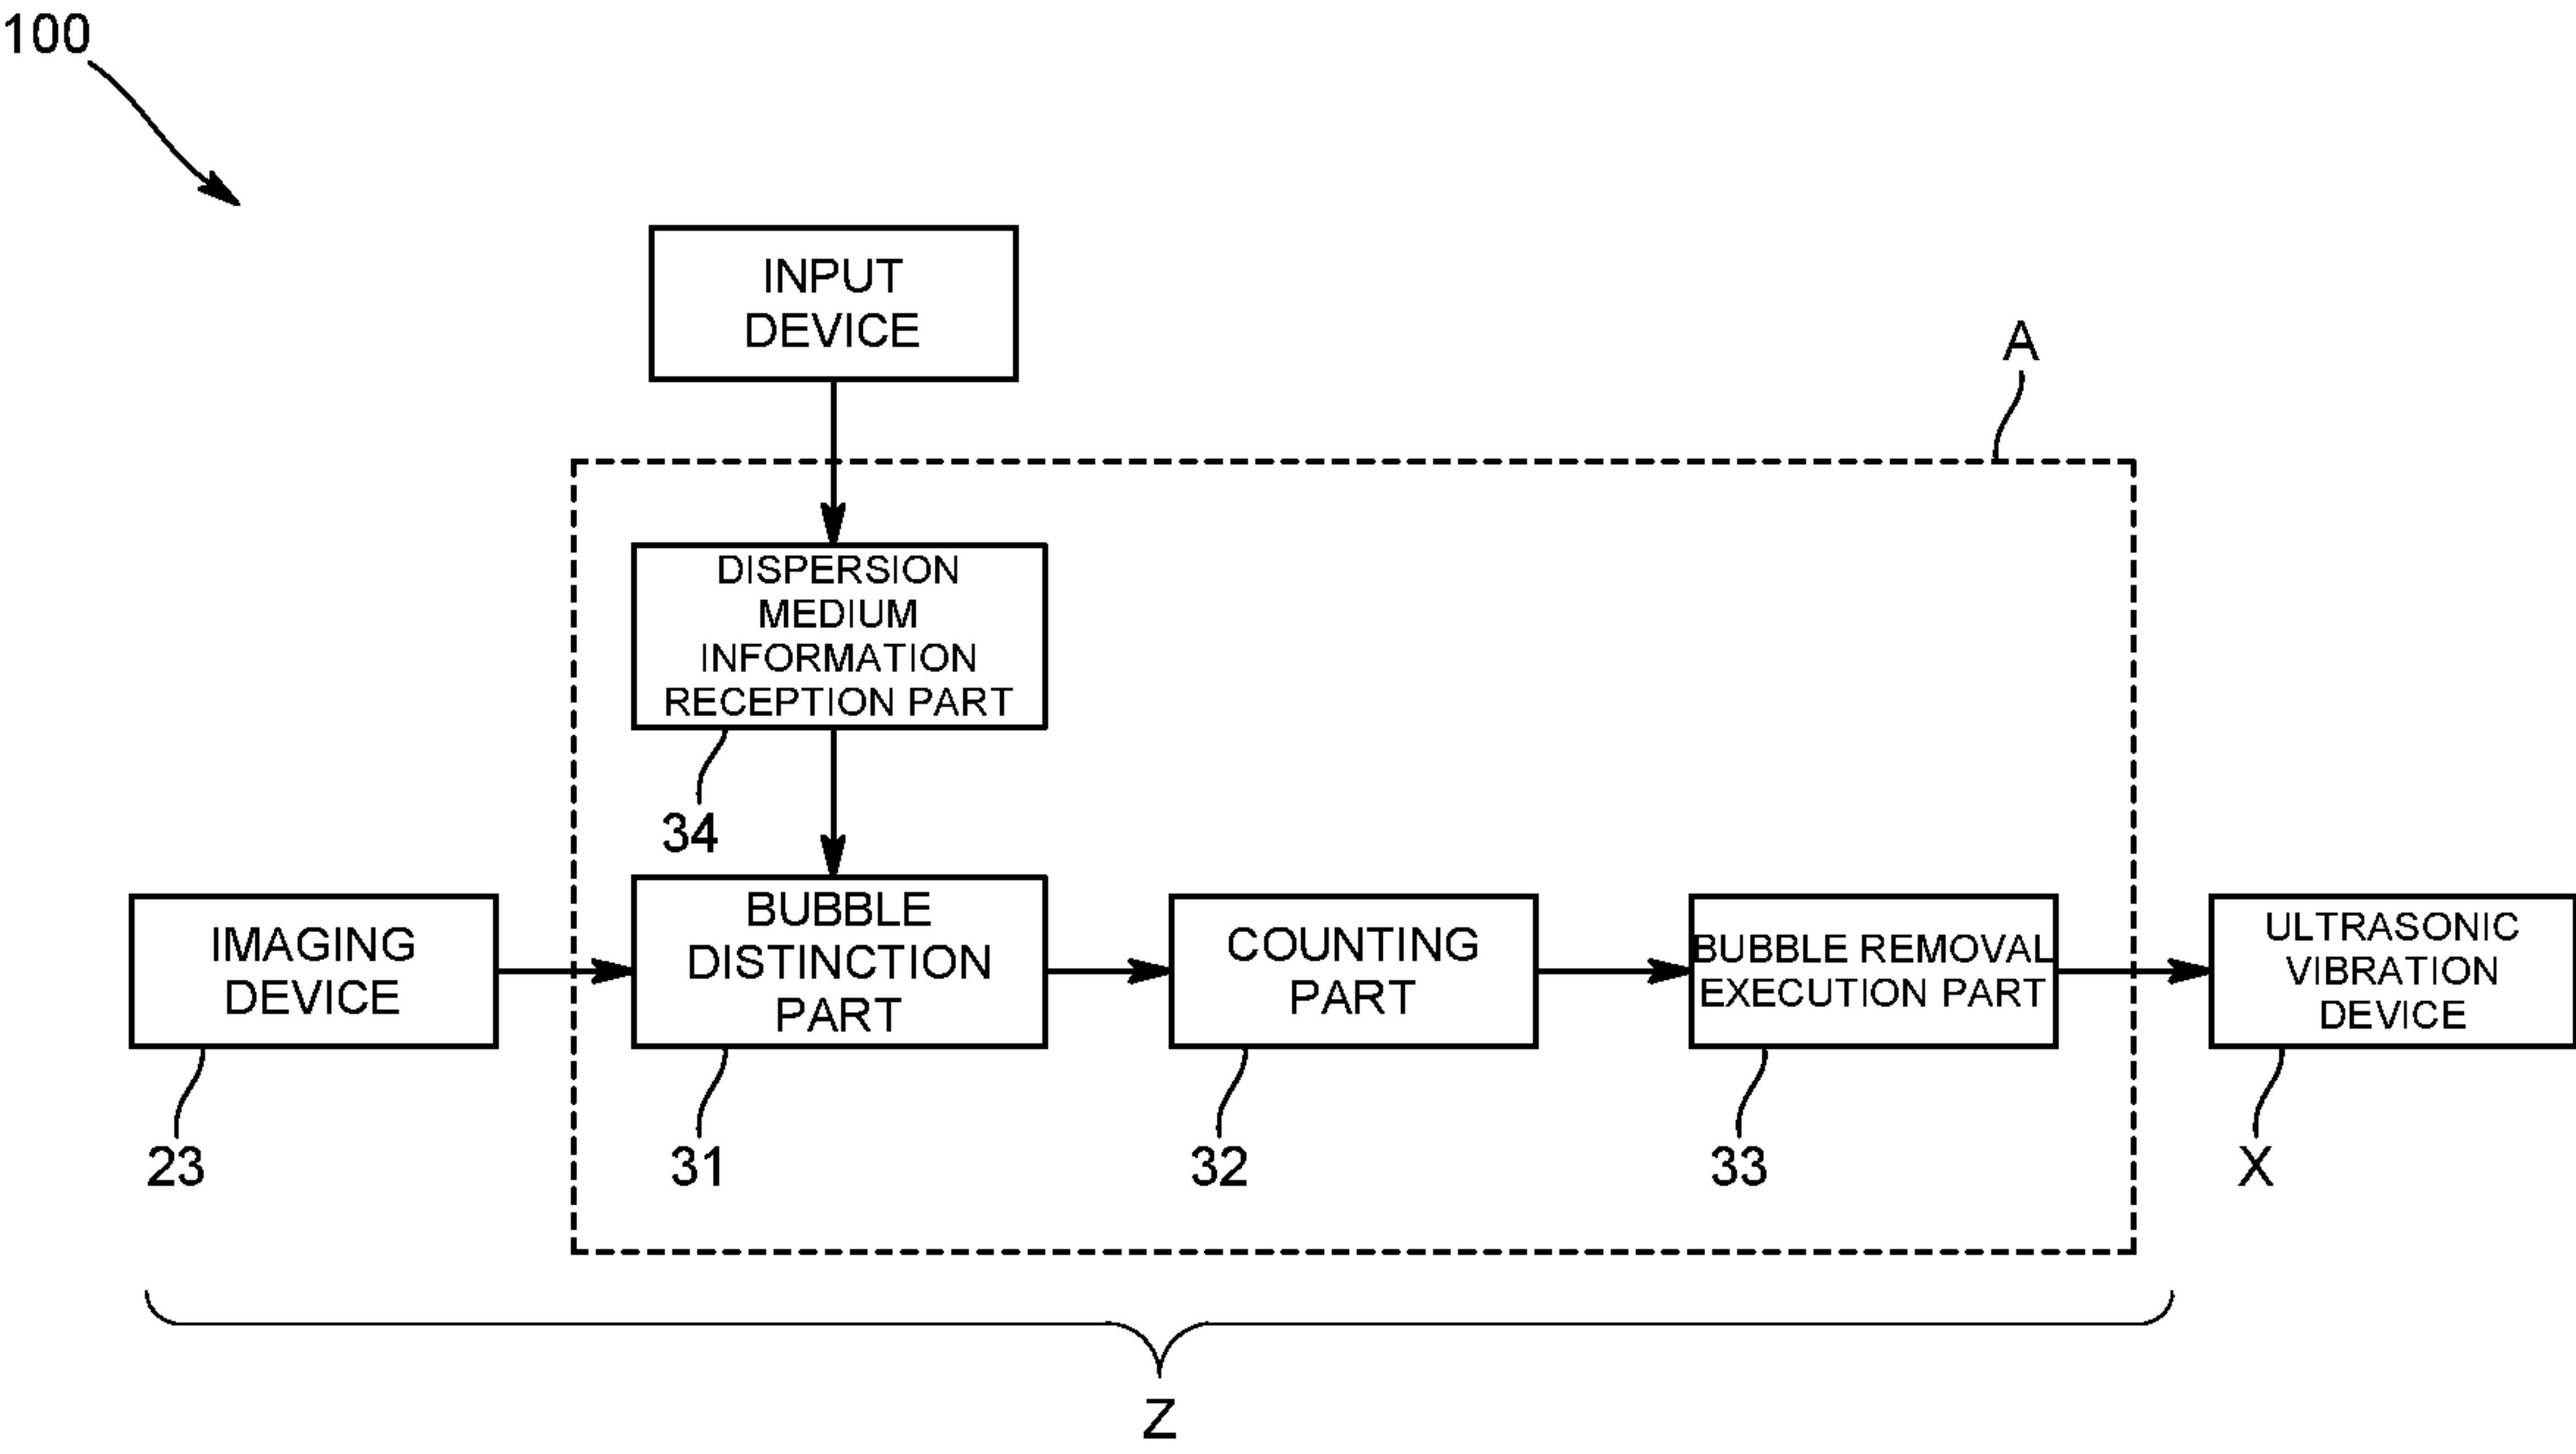 100
INPUT
DEVICE
A
DISPERSION
MEDIUM
INFORMATION
RECEPTION PART
34
IMAGING
DEVICE
23
BUBBLE
DISTINCTION
PART
31
COUNTING
PART
32
BUBBLE REMOVAL
EXECUTION PART
33
ULTRASONIC
VIBRATION
DEVICE
X
Z